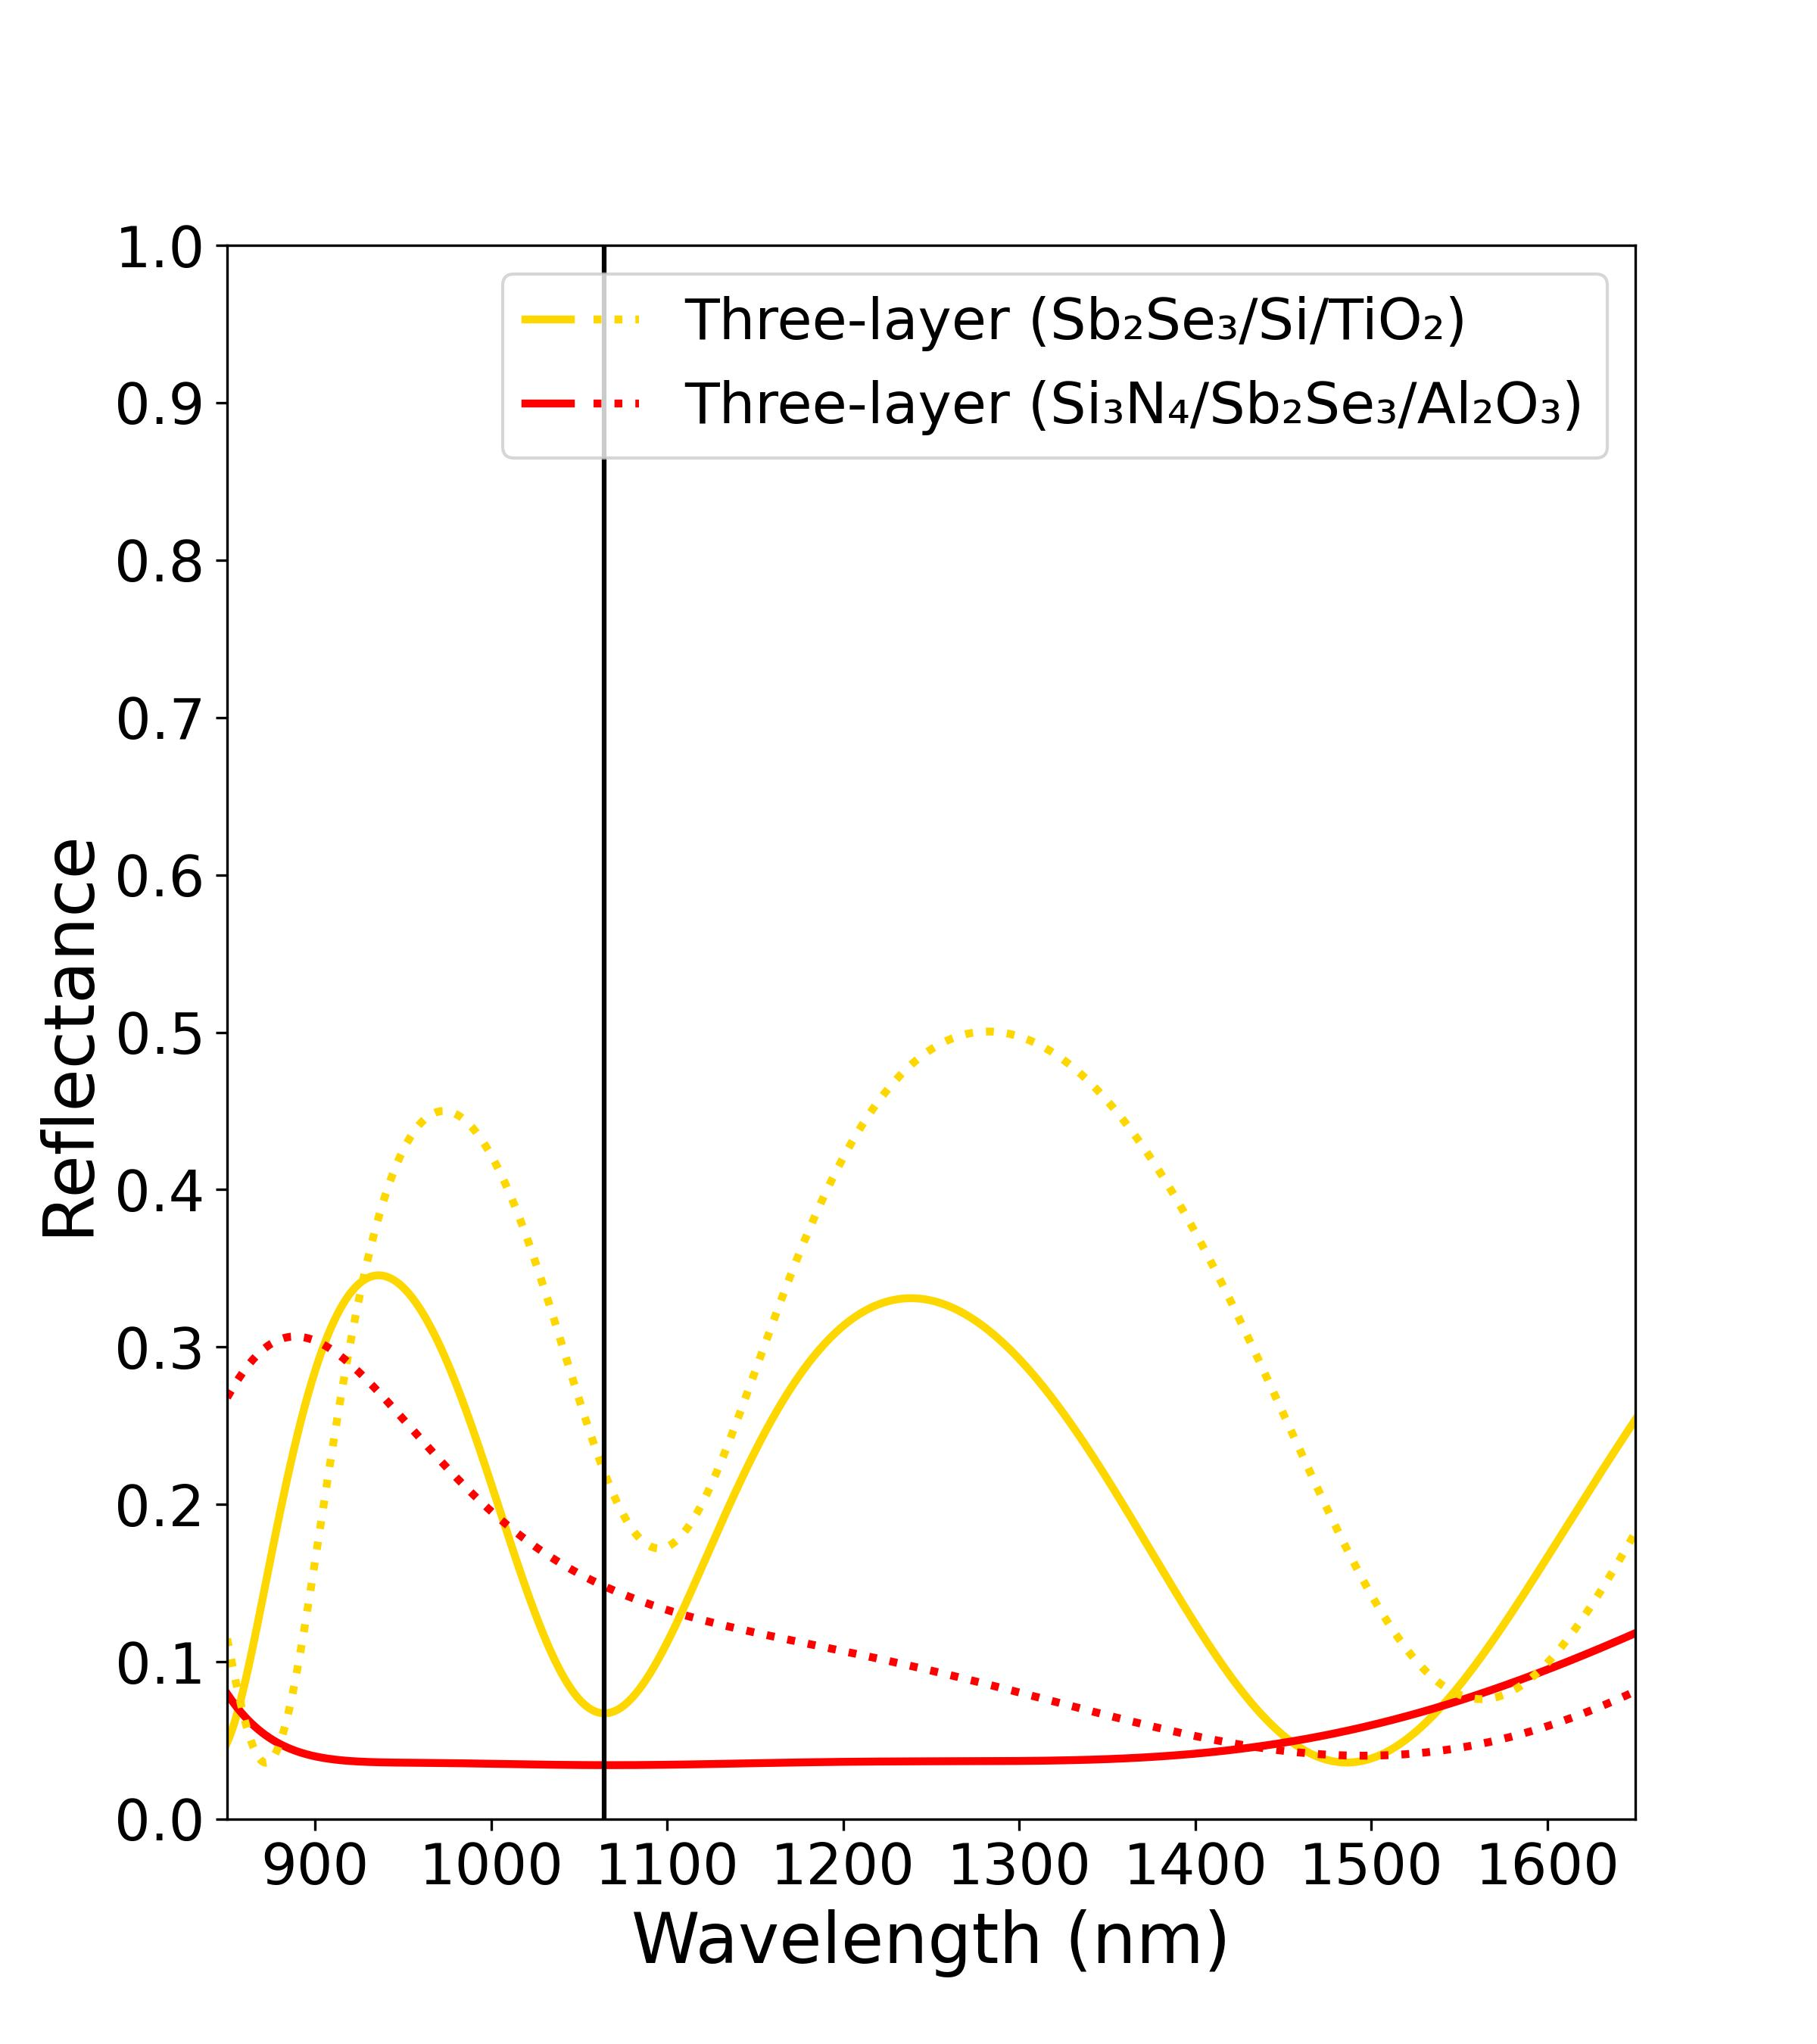 1.0
0.9
0.8
0.7
0.6
0.5
0.4
0.3
0.2
0.1
0.0
Reflectance
Three-layer (Sb₂Se₃/Si/TiO₂)
Three-layer (Si₃N₄/Sb₂Se₃/Al₂O₃)
900 1000 1100 1200 1300 1400 1500 1600
Wavelength (nm)